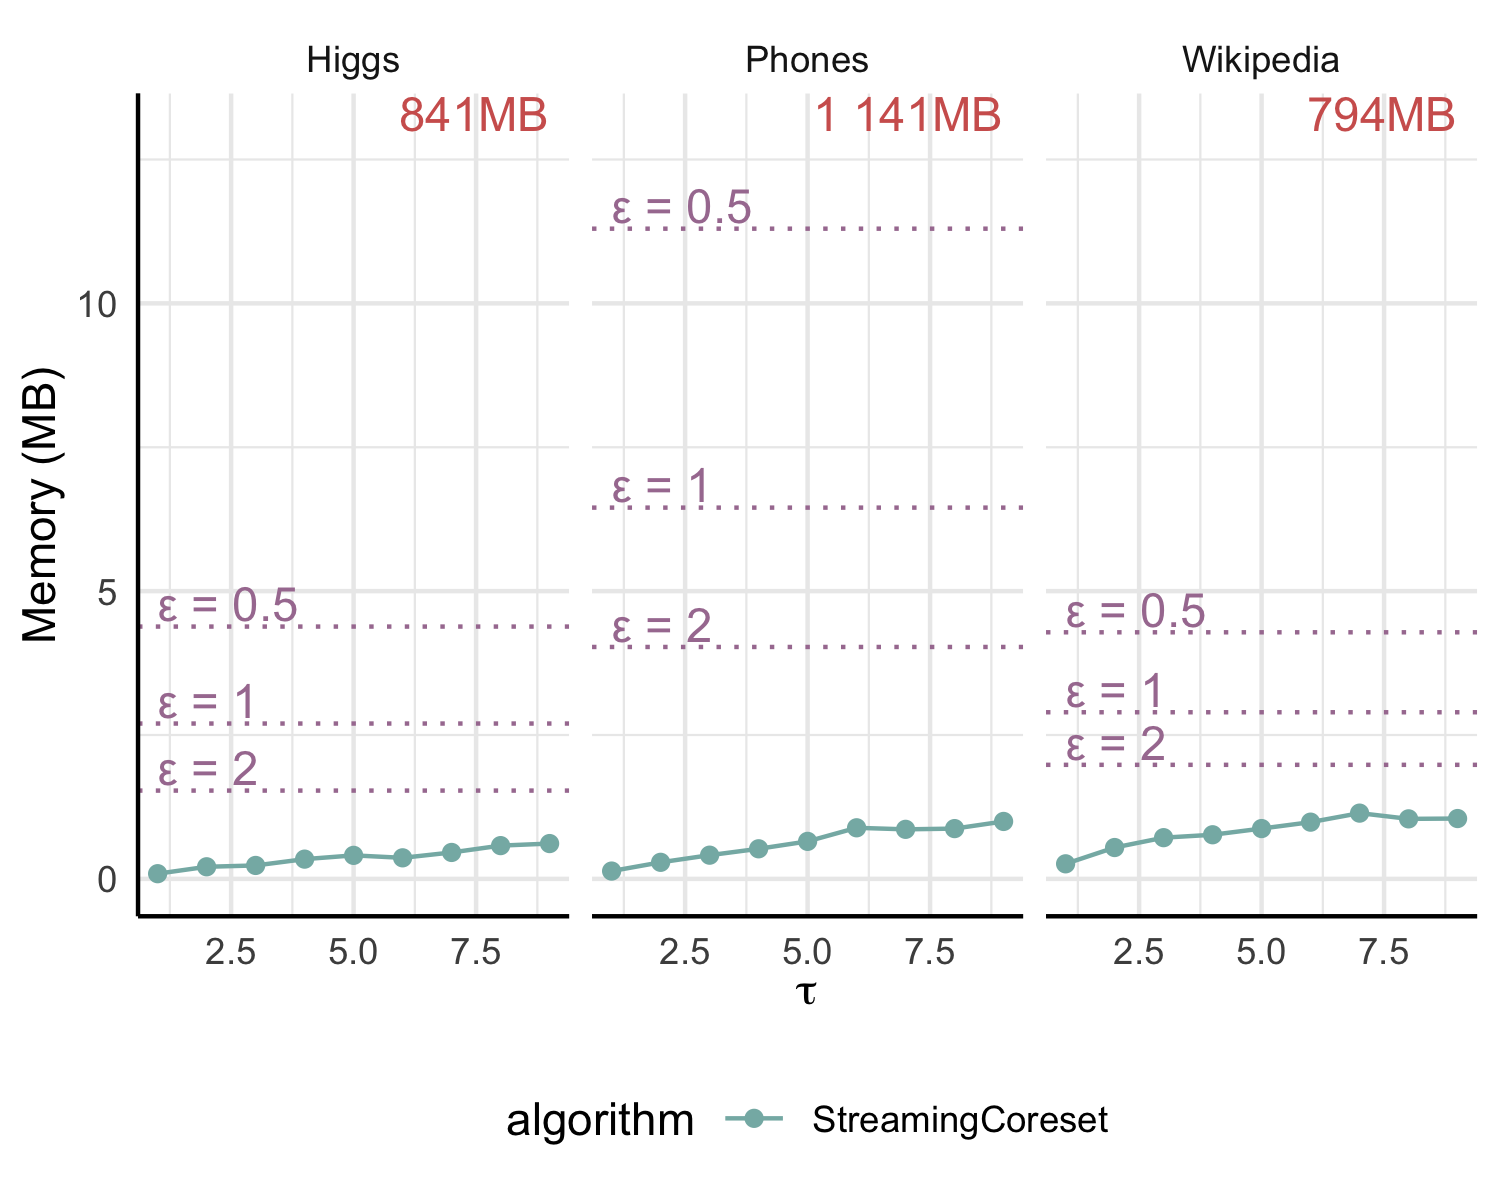 Higgs
Phones
Wikipedia
841MB
1 141MB
794MB
ε = 0.5
ε = 1
ε = 2
ε = 0.5
ε = 1
ε = 2
ε = 0.5
ε = 1
ε = 2
10
5
0
Memory (MB)
2.5 5.0 7.5
2.5 5.0 7.5
2.5 5.0 7.5
τ
algorithm StreamingCoreset